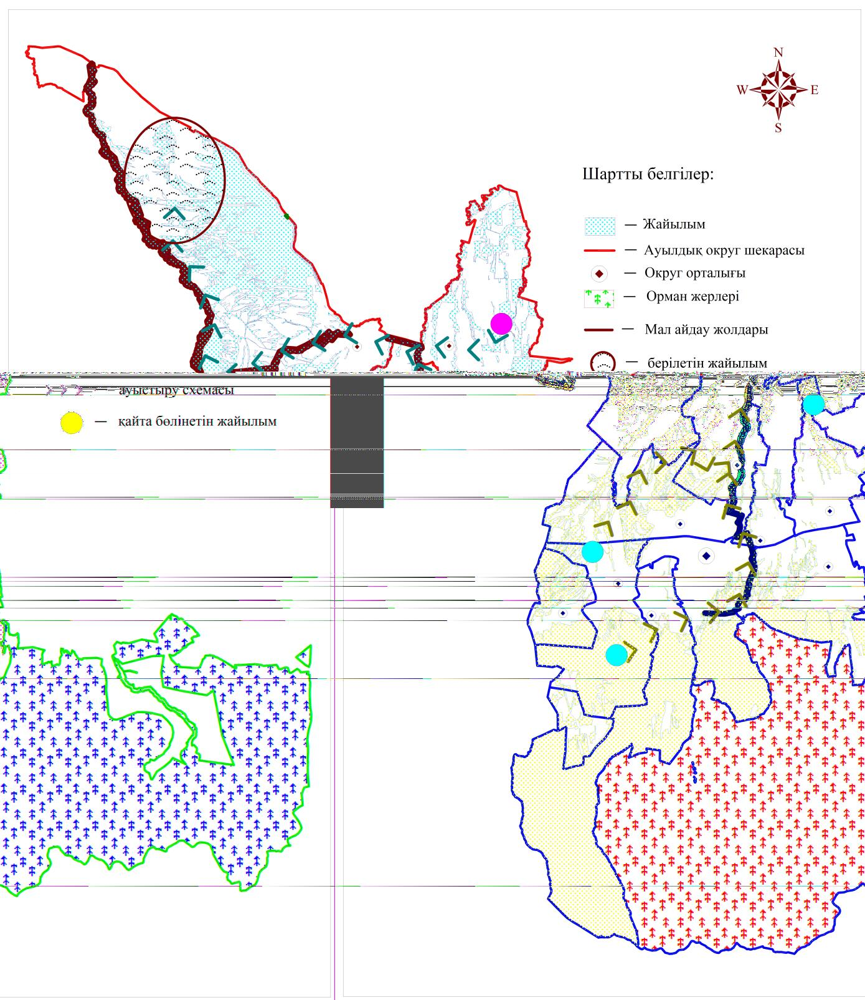 N
W E
S
Шартты белгілер:
— Жайылым
— Ауылдық округ шекарасы
— Округ орталығы
— Орман жерлері
— Мал айдау жолдары
— берілетін жайылым
— ауыстыру схемасы
— қайта бөлінетін жайылым